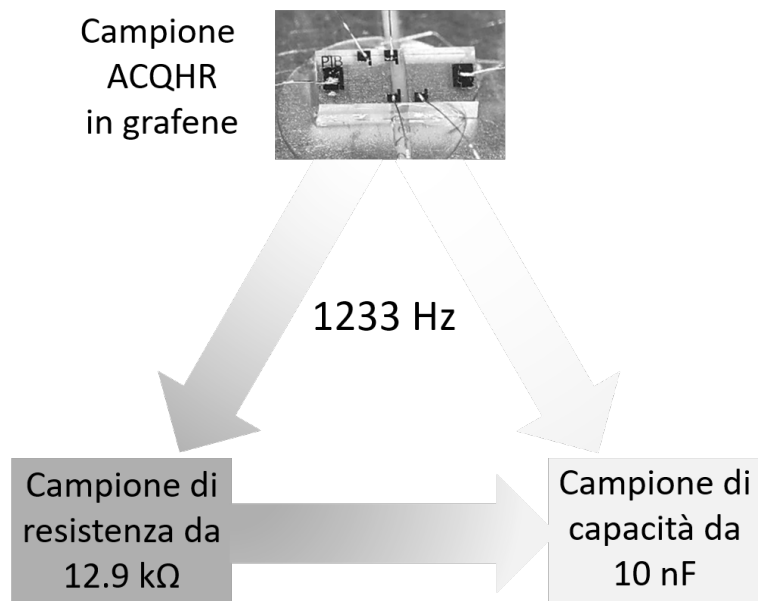 Campione
ACQHR
in grafene
PTB
1233 Hz
Campione di
resistenza da
12.9 kΩ
Campione di
capacità da
10 nF